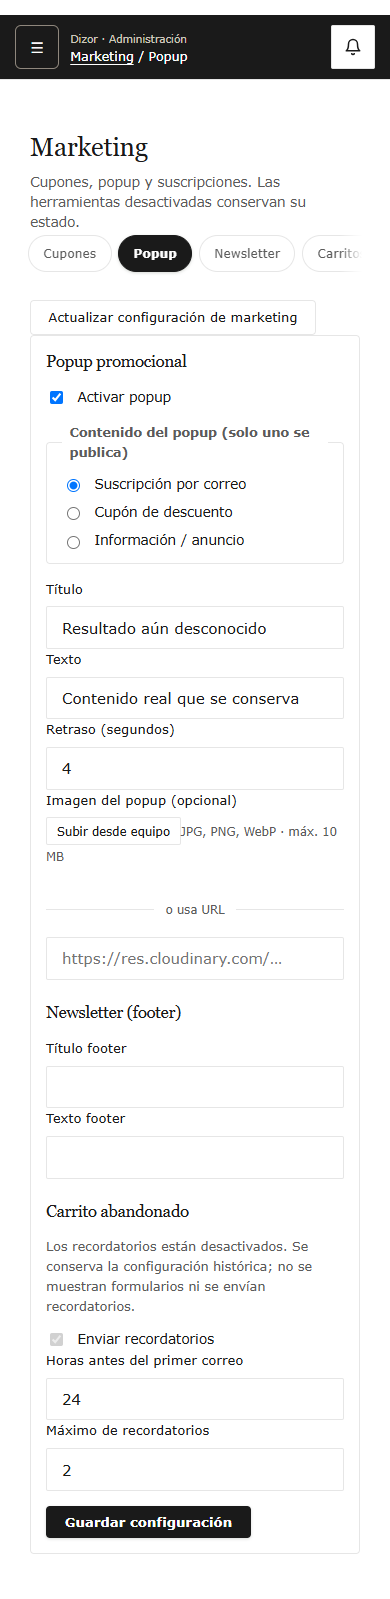 Dizor · Administración
Marketing / Popup
Marketing
Cupones, popup y suscripciones. Las
herramientas desactivadas conservan su
estado.
Cupones
Popup
Newsletter
Carrito
Actualizar configuración de marketing
Popup promocional
Activar popup
Contenido del popup (solo uno se
publica)
Suscripción por correo
Cupón de descuento
Información / anuncio
Título
Resultado aún desconocido
Texto
Contenido real que se conserva
Retraso (segundos)
4
Imagen del popup (opcional)
Subir desde equipo JPG, PNG, WebP · máx. 10
MB
o usa URL
https://res.cloudinary.com/...
Newsletter (footer)
Título footer
Texto footer
Carrito abandonado
Los recordatorios están desactivados. Se
conserva la configuración histórica; no se
muestran formularios ni se envían
recordatorios.
Enviar recordatorios
Horas antes del primer correo
24
Máximo de recordatorios
2
Guardar configuración